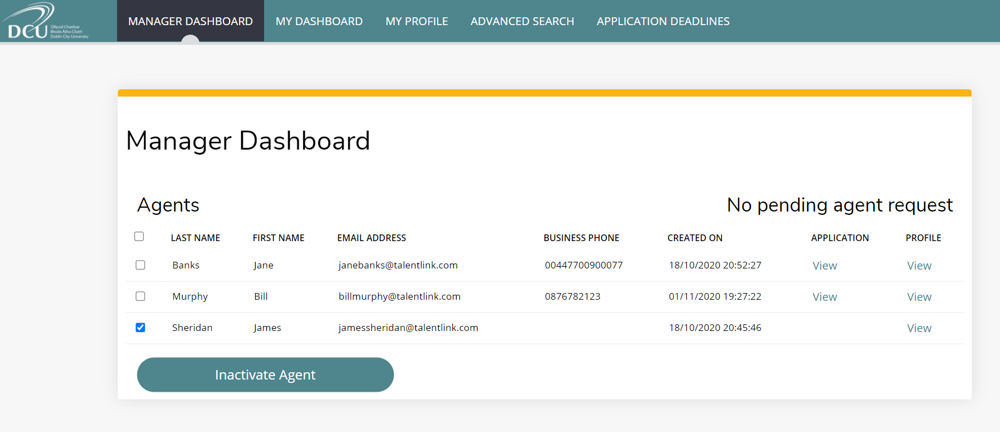 DCU
Ollscoil Chathair
Bhaile Átha Cliath
Dublin City University
MANAGER DASHBOARD MY DASHBOARD MY PROFILE ADVANCED SEARCH APPLICATION DEADLINES
Manager Dashboard
Agents No pending agent request
LAST NAME FIRST NAME EMAIL ADDRESS BUSINESS PHONE CREATED ON APPLICATION PROFILE
Banks Jane janebanks@talentlink.com 00447700900077 18/10/2020 20:52:27 View View
Murphy Bill billmurphy@talentlink.com 0876782123 01/11/2020 19:27:22 View View
Sheridan James jamessheridan@talentlink.com 18/10/2020 20:45:46 View
Inactivate Agent